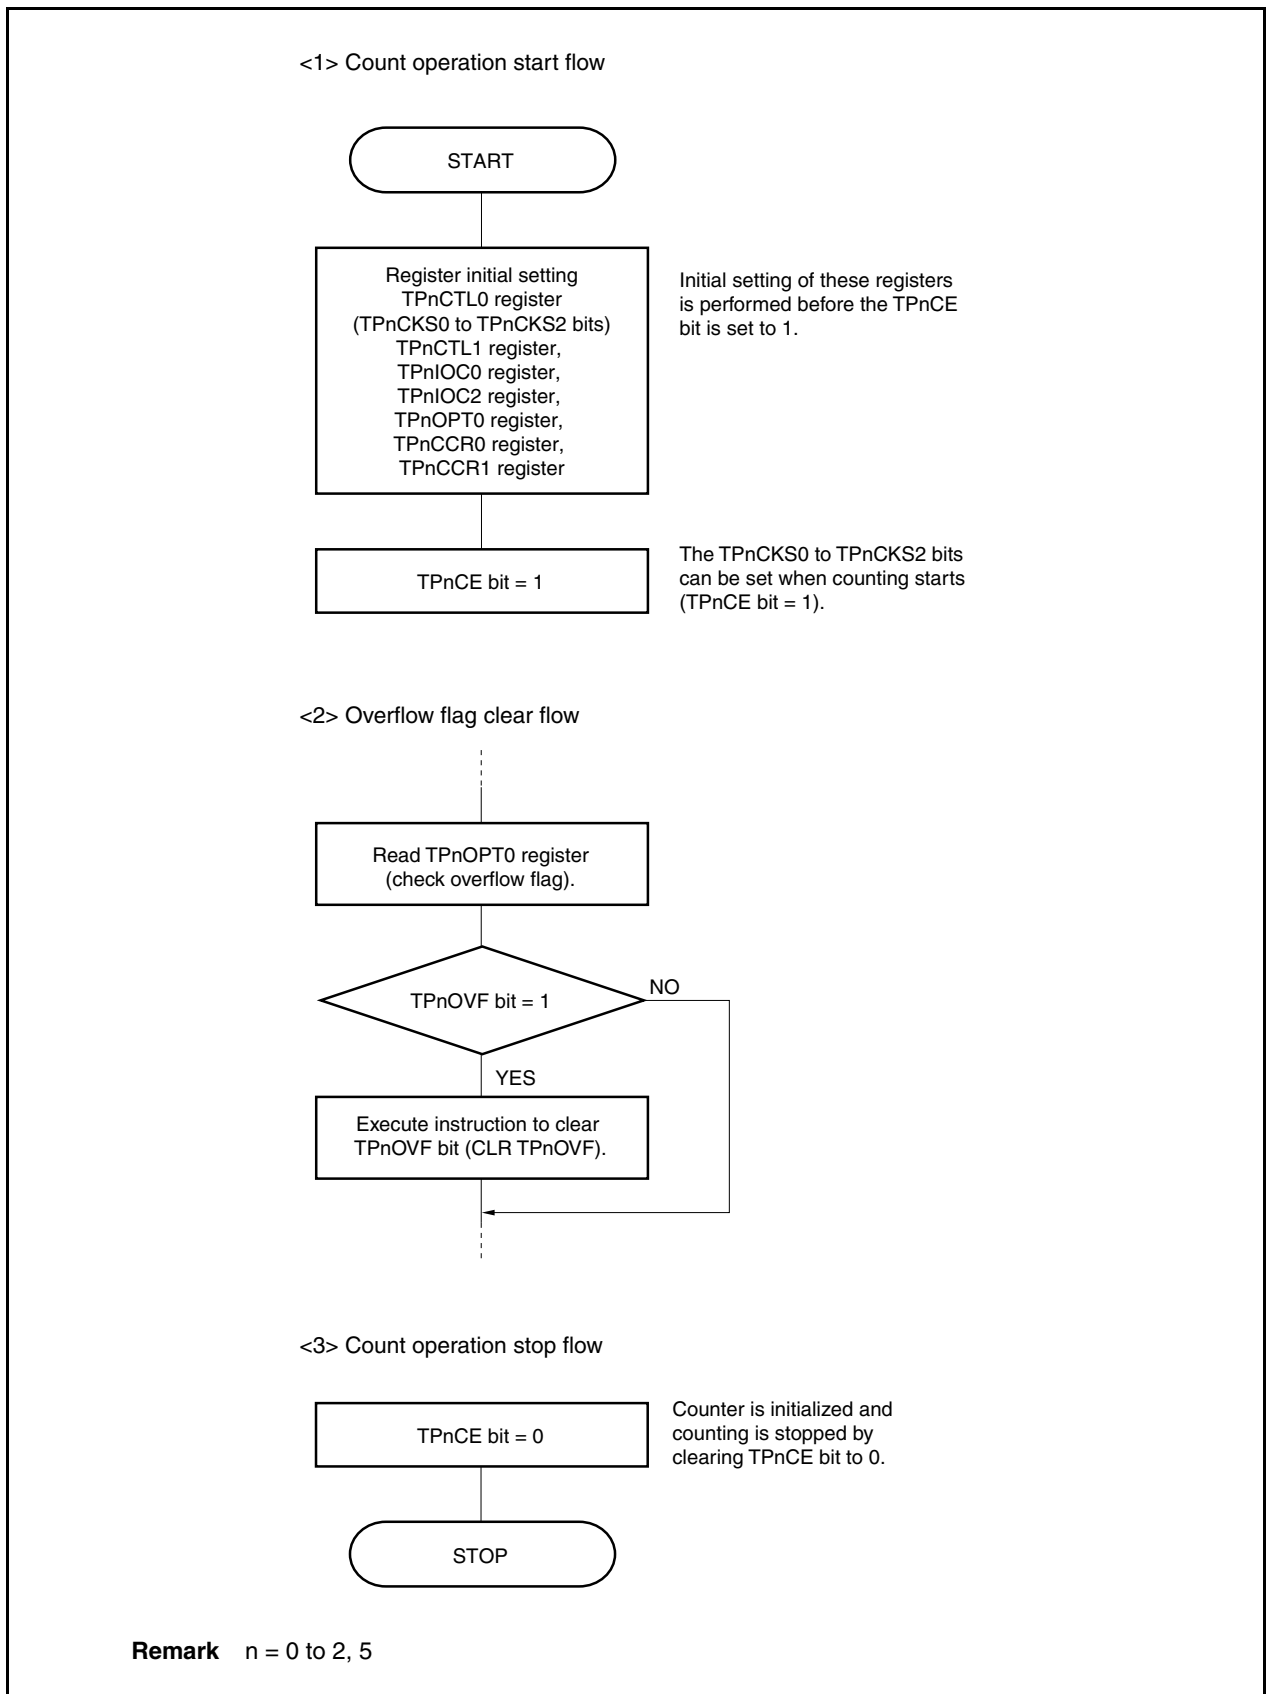 <1> Count operation start flow
START
Register initial setting
TPnCTL0 register
(TPnCKS0 to TPnCKS2 bits)
TPnCTL1 register,
TPnIOC0 register,
TPnIOC2 register,
TPnOPT0 register,
TPnCCR0 register,
TPnCCR1 register
Initial setting of these registers
is performed before the TPnCE
bit is set to 1.
TPnCE bit = 1
The TPnCKS0 to TPnCKS2 bits
can be set when counting starts
(TPnCE bit = 1).
<2> Overflow flag clear flow
Read TPnOPT0 register
(check overflow flag).
TPnOVF bit = 1
NO
YES
Execute instruction to clear
TPnOVF bit (CLR TPnOVF).
<3> Count operation stop flow
TPnCE bit = 0
Counter is initialized and
counting is stopped by
clearing TPnCE bit to 0.
STOP
Remark n = 0 to 2, 5